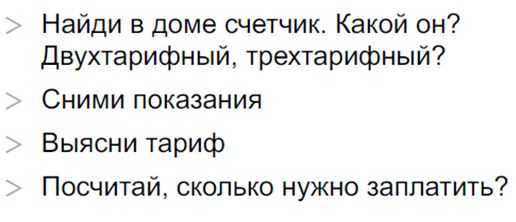 > Найди в доме счетчик. Какой он?
Двухтарифный, трехтарифный?
> Сними показания
> Выясни тариф
> Посчитай, сколько нужно заплатить?